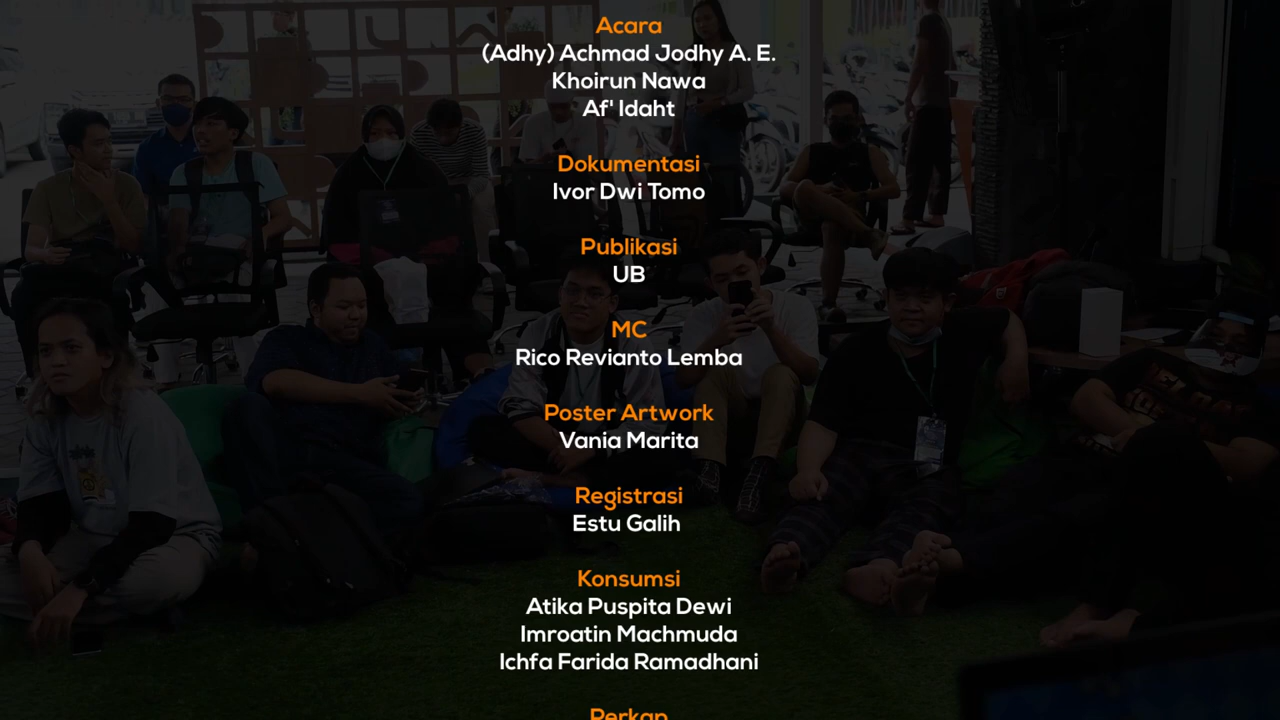 Acara
(Adhy) Achmad Jodhy A. E.
Khoirun Nawa
Af' Idaht
Dokumentasi
Ivor Dwi Tomo
Publikasi
UB
MC
Rico Revianto Lemba
Poster Artwork
Vania Marita
Registrasi
Estu Galih
Konsumsi
Atika Puspita Dewi
Imroatin Machmuda
Ichfa Farida Ramadhani
Perkap